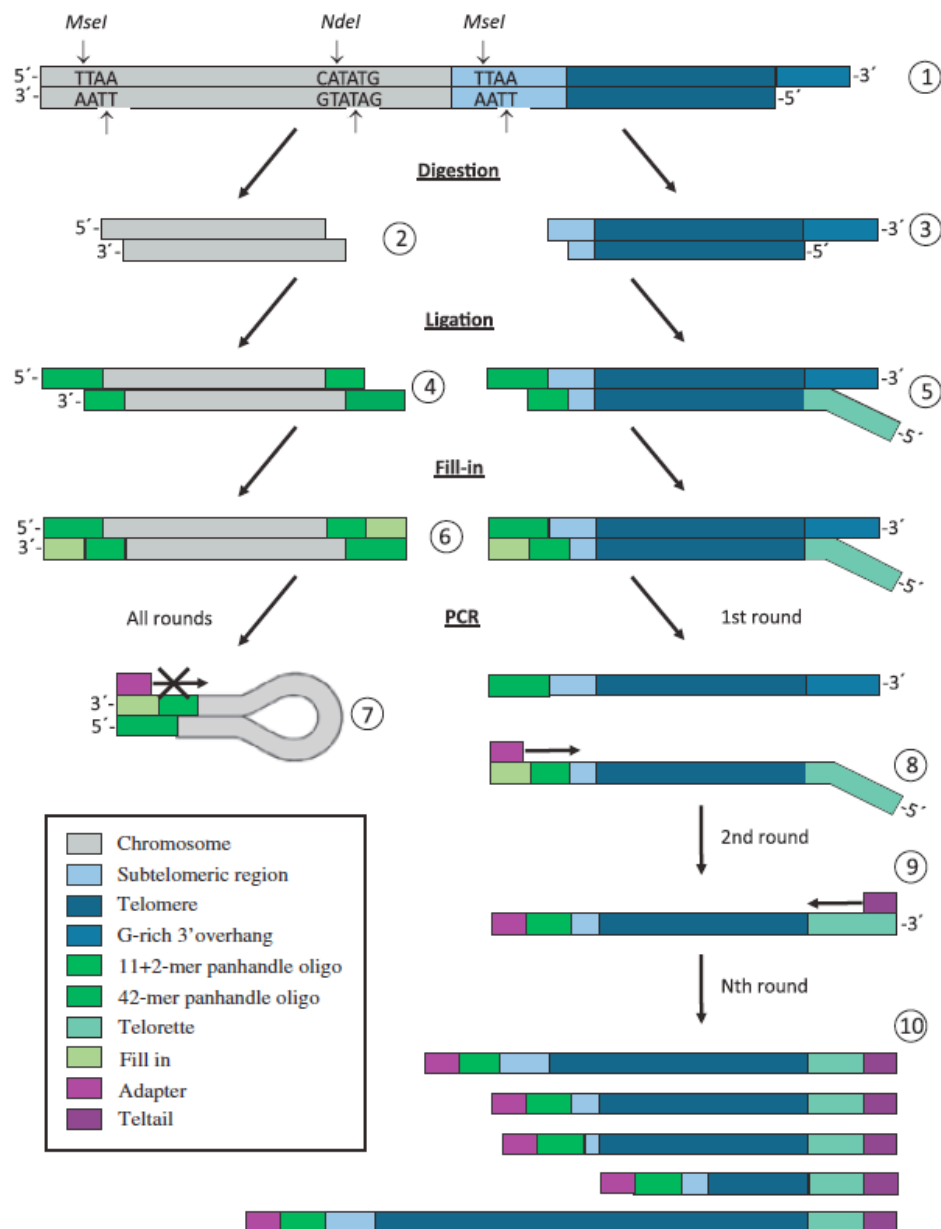 MseI NdeI MseI
5´- TTAA CATATG TTAA -3´ 1
3´- AATT GTATAG AATT -5´
Digestion
5´- -3´ 3
3´- 2 -5´
Ligation
5´- 4 -3´ 5
3´- -5´
Fill-in
5´- 6 -3´
3´- -5´
All rounds PCR 1st round
-3´
3´- 7
5´-
8
-5´
2nd round 9
-3´
Nth round
10
Chromosome
Subtelomeric region
Telomere
G-rich 3’overhang
11+2-mer panhandle oligo
42-mer panhandle oligo
Telorette
Fill in
Adapter
Teltail